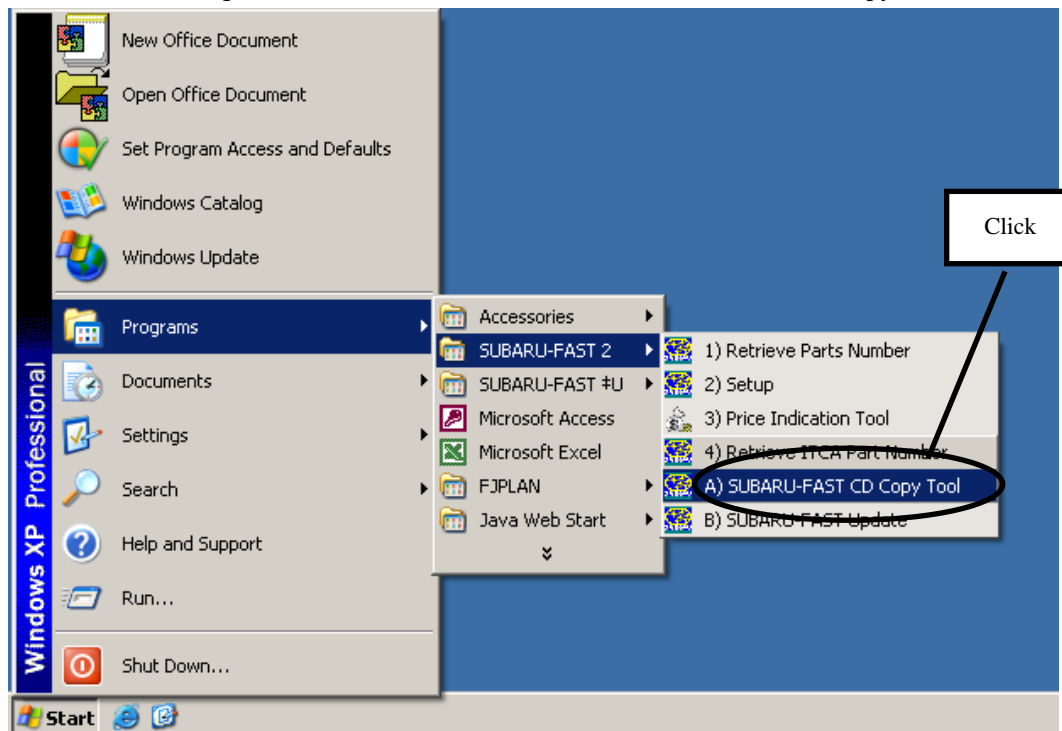 New Office Document
Open Office Document
Set Program Access and Defaults
Windows Catalog
Windows Update
Click
Programs
Documents
Settings
Search
Help and Support
Run...
Shut Down...
Windows XP Professional
Accessories
SUBARU-FAST 2
SUBARU-FAST ‡U
Microsoft Access
Microsoft Excel
FJPLAN
Java Web Start
1) Retrieve Parts Number
2) Setup
3) Price Indication Tool
4) Retrieve ITCA Part Number
A) SUBARU-FAST CD Copy Tool
B) SUBARU-FAST Update
Start